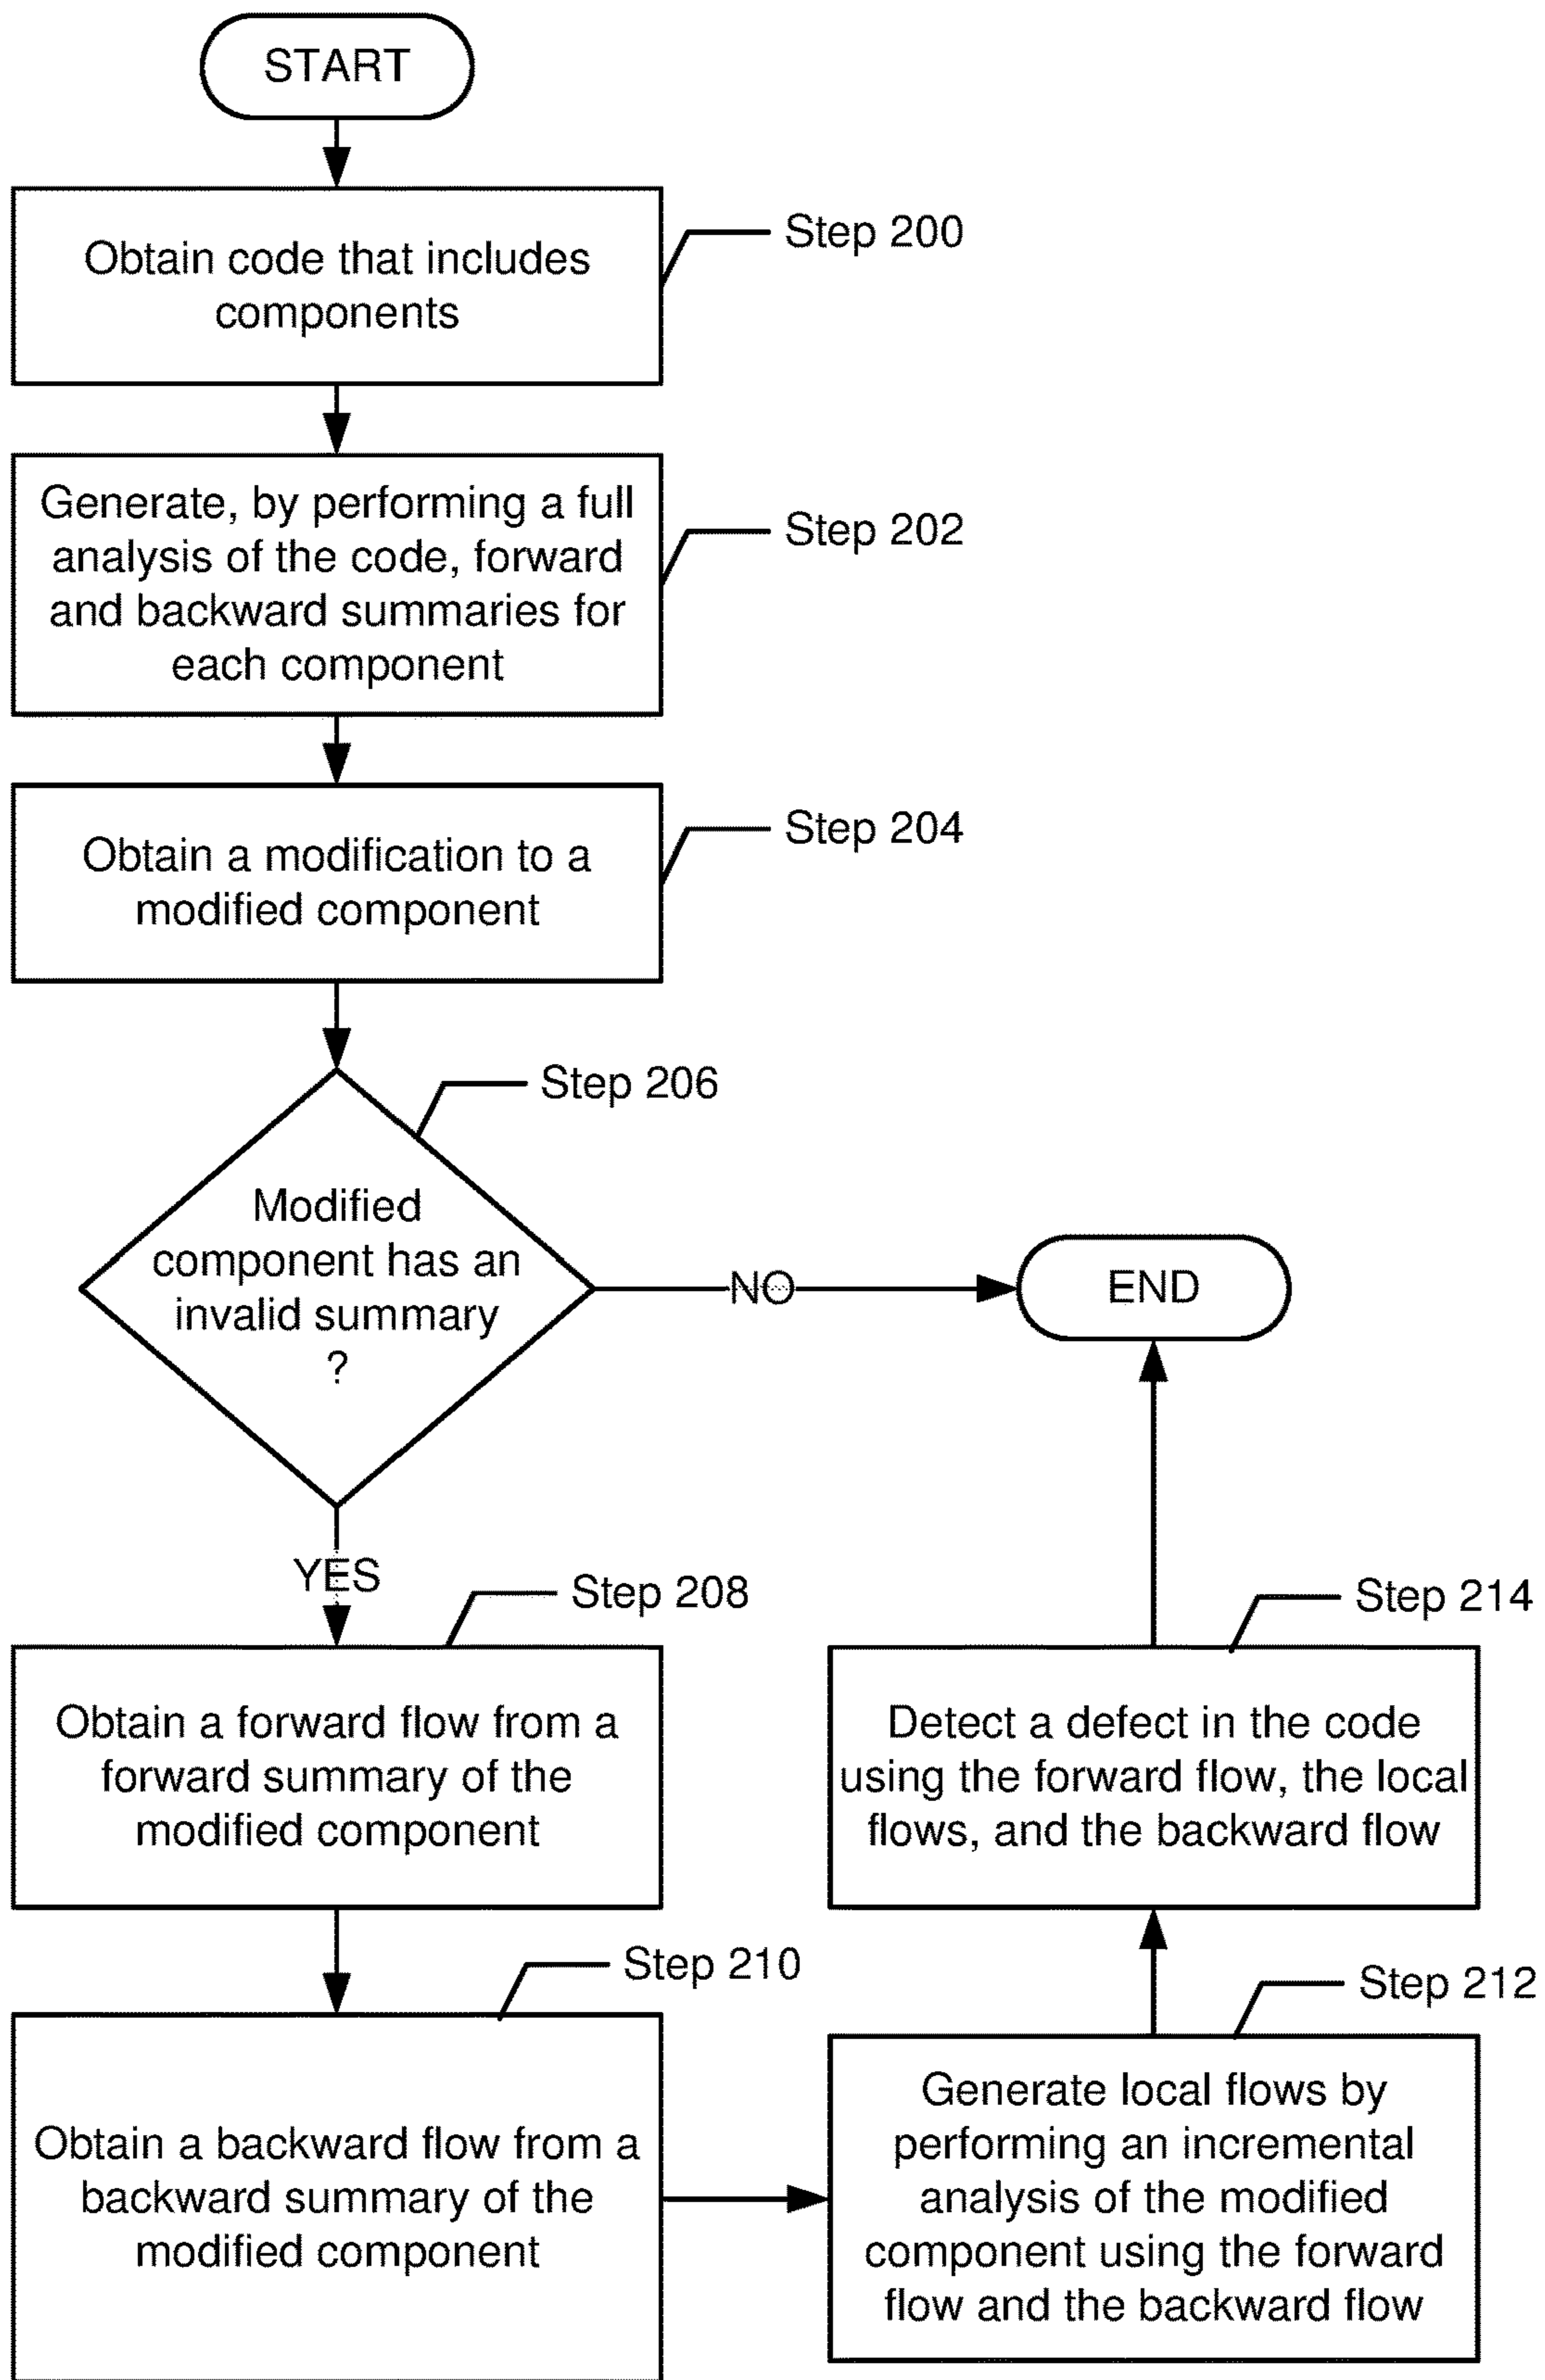 START
Obtain code that includes
components
Step 200
Generate, by performing a full
analysis of the code, forward
and backward summaries for
each component
Step 202
Obtain a modification to a
modified component
Step 204
Step 206
Modified
component has an
invalid summary
?
NO
END
YES
Step 208
Obtain a forward flow from a
forward summary of the
modified component
Step 210
Obtain a backward flow from a
backward summary of the
modified component
Step 212
Generate local flows by
performing an incremental
analysis of the modified
component using the forward
flow and the backward flow
Step 214
Detect a defect in the code
using the forward flow, the local
flows, and the backward flow